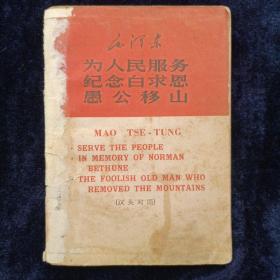 毛泽东
为人民服务
纪念白求恩
愚公移山
MAO TSE-TUNG
· SERVE THE PEOPLE
· IN MEMORY OF NORMAN
BETHUNE
· THE FOOLISH OLD MAN WHO
REMOVED THE MOUNTAINS
(汉英对照)